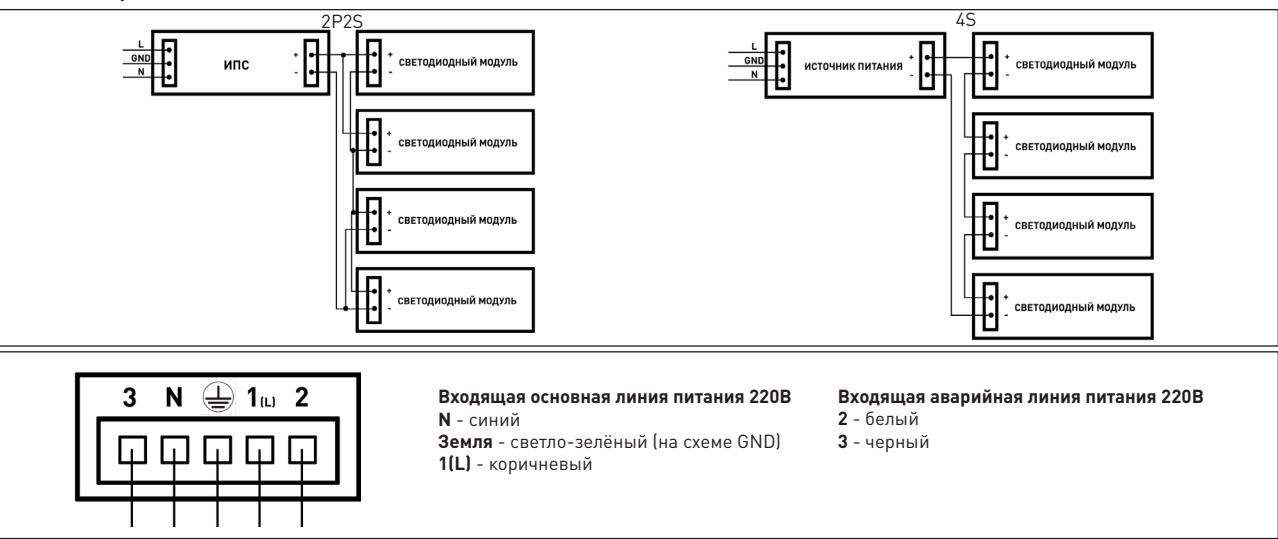 2P2S
L
GND
N
ИПС
+
-
+
-
СВЕТОДИОДНЫЙ МОДУЛЬ
+
-
СВЕТОДИОДНЫЙ МОДУЛЬ
+
-
СВЕТОДИОДНЫЙ МОДУЛЬ
+
-
СВЕТОДИОДНЫЙ МОДУЛЬ
4S
L
GND
N
ИСТОЧНИК ПИТАНИЯ
+
-
+
-
СВЕТОДИОДНЫЙ МОДУЛЬ
+
-
СВЕТОДИОДНЫЙ МОДУЛЬ
+
-
СВЕТОДИОДНЫЙ МОДУЛЬ
+
-
СВЕТОДИОДНЫЙ МОДУЛЬ
3 N 1(L) 2
Входящая основная линия питания 220В
N - синий
Земля - светло-зелёный (на схеме GND)
1(L) - коричневый
Входящая аварийная линия питания 220В
2 - белый
3 - черный